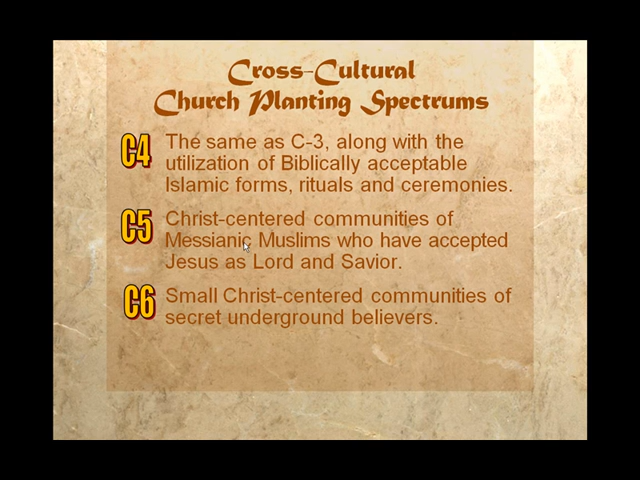 Cross-Cultural
Church Planting Spectrums
C4 The same as C-3, along with the
utilization of Biblically acceptable
Islamic forms, rituals and ceremonies.
C5 Christ-centered communities of
Messianic Muslims who have accepted
Jesus as Lord and Savior.
C6 Small Christ-centered communities of
secret underground believers.